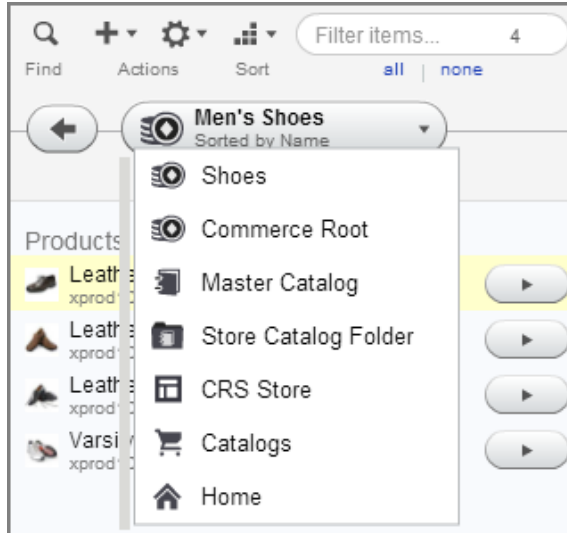 Filter items... 4
Find Actions Sort all none
Men's Shoes
Sorted by Name
Shoes
Commerce Root
Products
Master Catalog
Store Catalog Folder
CRS Store
Catalogs
Home